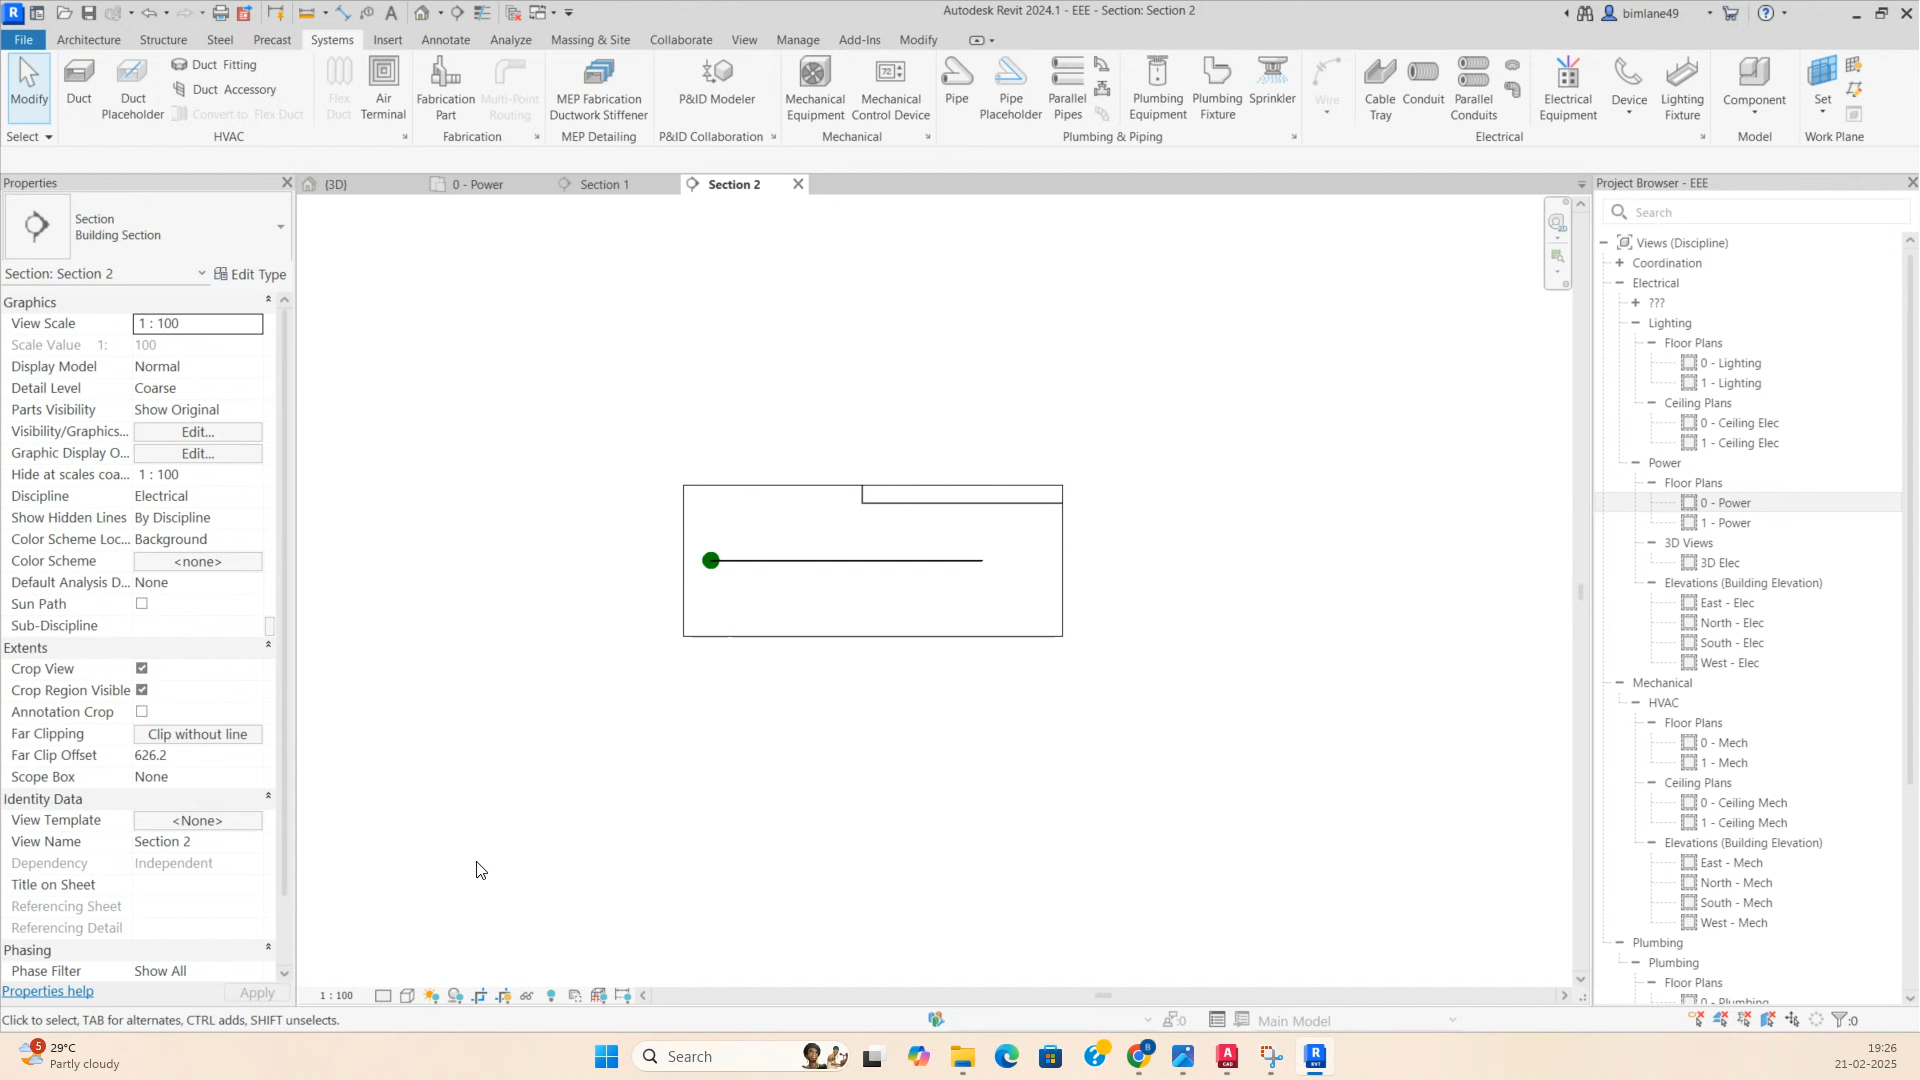 Autodesk Revit 2024.1 - EEE - Section: Section 2
bimlane49
File
Architecture
Structure
Steel
Precast
Systems
Insert
Annotate
Analyze
Massing & Site
Collaborate
View
Manage
Add-Ins
Modify
Modify
Select
Duct
Duct Placeholder
Duct Fitting
Duct Accessory
Convert to Flex Duct
Flex Duct
Air Terminal
HVAC
Fabrication Part
Multi-Point Routing
Fabrication
MEP Fabrication Ductwork Stiffener
MEP Detailing
P&ID Modeler
P&ID Collaboration
Mechanical Equipment
Mechanical Control Device
Mechanical
Pipe
Pipe Placeholder
Parallel Pipes
Plumbing Equipment
Plumbing Fixture
Sprinkler
Plumbing & Piping
Wire
Cable Tray
Conduit
Parallel Conduits
Electrical Equipment
Device
Lighting Fixture
Electrical
Component
Model
Set
Work Plane
Properties
{3D}
0 - Power
Section 1
Section 2
Project Browser - EEE
Section
Building Section
Section: Section 2
Edit Type
Graphics
View Scale 1 : 100
Scale Value 1: 100
Display Model Normal
Detail Level Coarse
Parts Visibility Show Original
Visibility/Graphics... Edit...
Graphic Display O... Edit...
Hide at scales coa... 1 : 100
Discipline Electrical
Show Hidden Lines By Discipline
Color Scheme Loc... Background
Color Scheme <none>
Default Analysis D... None
Sun Path
Sub-Discipline
Extents
Crop View
Crop Region Visible
Annotation Crop
Far Clipping Clip without line
Far Clip Offset 626.2
Scope Box None
Identity Data
View Template <None>
View Name Section 2
Dependency Independent
Title on Sheet
Referencing Sheet
Referencing Detail
Phasing
Phase Filter Show All
Properties help
Apply
1 : 100
Search
Views (Discipline)
Coordination
Electrical
???
Lighting
Floor Plans
0 - Lighting
1 - Lighting
Ceiling Plans
0 - Ceiling Elec
1 - Ceiling Elec
Power
Floor Plans
0 - Power
1 - Power
3D Views
3D Elec
Elevations (Building Elevation)
East - Elec
North - Elec
South - Elec
West - Elec
Mechanical
HVAC
Floor Plans
0 - Mech
1 - Mech
Ceiling Plans
0 - Ceiling Mech
1 - Ceiling Mech
Elevations (Building Elevation)
East - Mech
North - Mech
South - Mech
West - Mech
Plumbing
Plumbing
Floor Plans
0 - Plumbing
Click to select, TAB for alternates, CTRL adds, SHIFT unselects.
:0
Main Model
:0
5
29°C
Partly cloudy
Search
19:26
21-02-2025